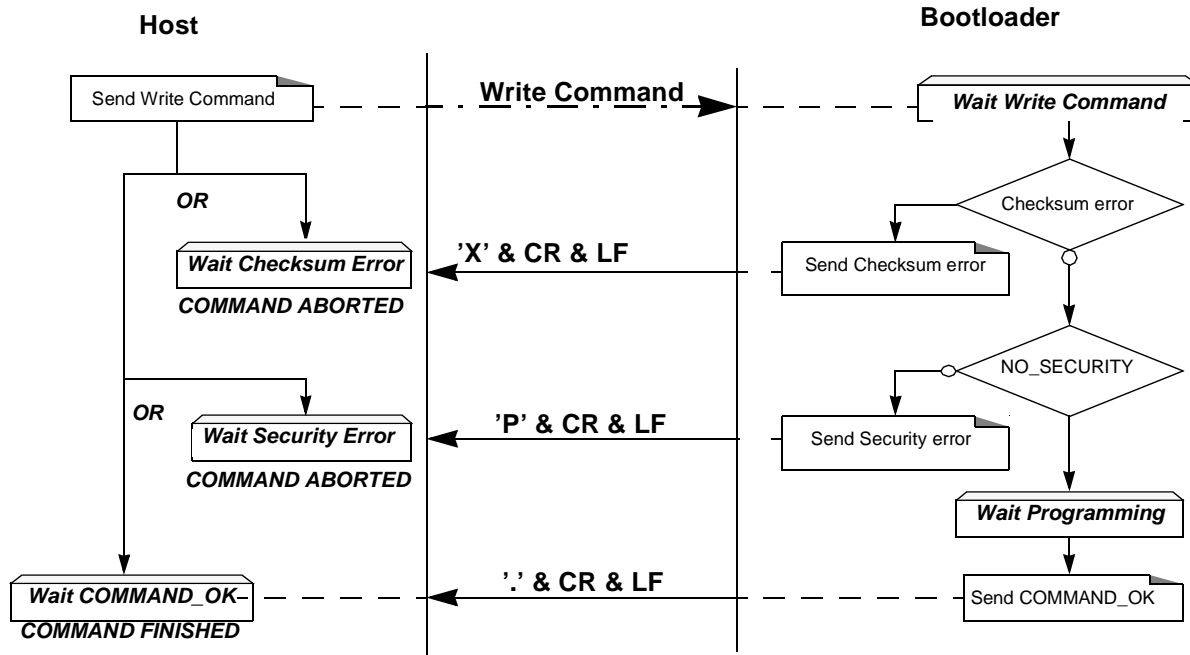 Host
Bootloader
Send Write Command
Write Command
Wait Write Command
OR
Checksum error
Wait Checksum Error
'X' & CR & LF
Send Checksum error
COMMAND ABORTED
NO_SECURITY
OR
Wait Security Error
'P' & CR & LF
Send Security error
COMMAND ABORTED
Wait Programming
Wait COMMAND_OK
'.' & CR & LF
Send COMMAND_OK
COMMAND FINISHED